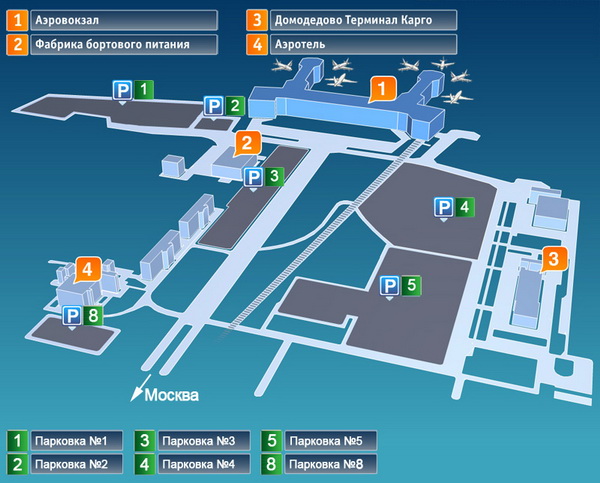 1 Аэровокзал
2 Фабрика бортового питания
3 Домодедово Терминал Карго
4 Аэротель
1
P 1
P 2
2
P 3
P 4
3
4
P 5
P 8
Москва
1 Парковка №1
2 Парковка №2
3 Парковка №3
4 Парковка №4
5 Парковка №5
8 Парковка №8